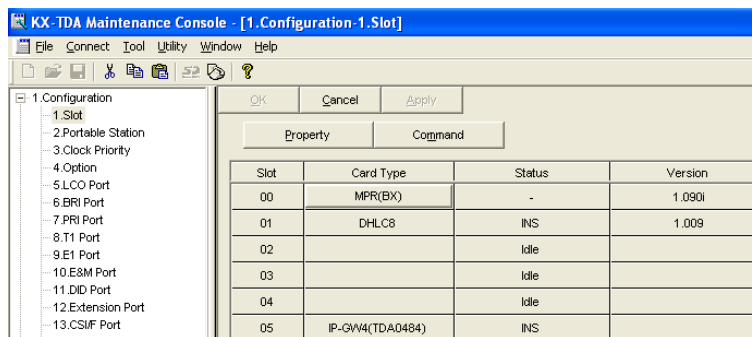 KX-TDA Maintenance Console - [1.Configuration-1.Slot]
File Connect Tool Utility Window Help
1.Configuration
1.Slot
2.Portable Station
3.Clock Priority
4.Option
5.LCO Port
6.BRI Port
7.PRI Port
8.T1 Port
9.E1 Port
10.E&M Port
11.DID Port
12.Extension Port
13.CSI/F Port
OK Cancel Apply
Property Command
Slot Card Type Status Version
00 MPR(BX) - 1.090i
01 DHLC8 INS 1.009
02 Idle
03 Idle
04 Idle
05 IP-GW4(TDA0484) INS